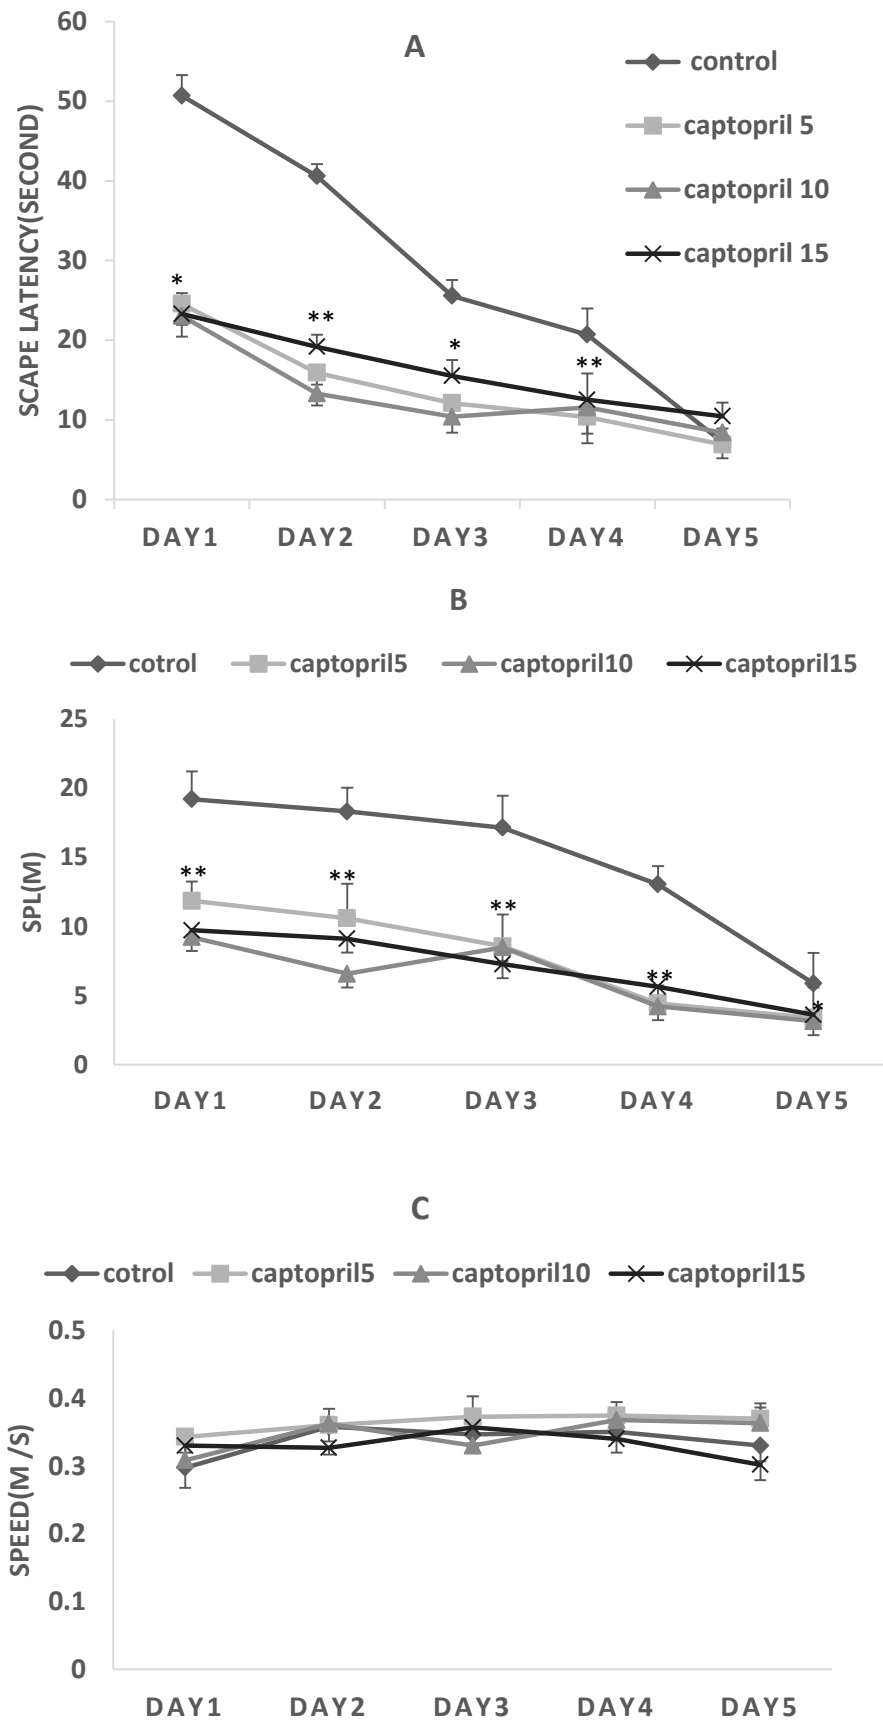 A
60
50
40
30
20
10
0
SCAPE LATENCY(SECOND)
control
captopril 5
captopril 10
captopril 15
*
**
*
**
DAY1 DAY2 DAY3 DAY4 DAY5
B
cotrol captopril5 captopril10 captopril15
25
20
15
10
5
0
SPL(M)
**
**
**
**
*
DAY1 DAY2 DAY3 DAY4 DAY5
C
cotrol captopril5 captopril10 captopril15
0.5
0.4
0.3
0.2
0.1
0
SPEED(M /S)
DAY1 DAY2 DAY3 DAY4 DAY5